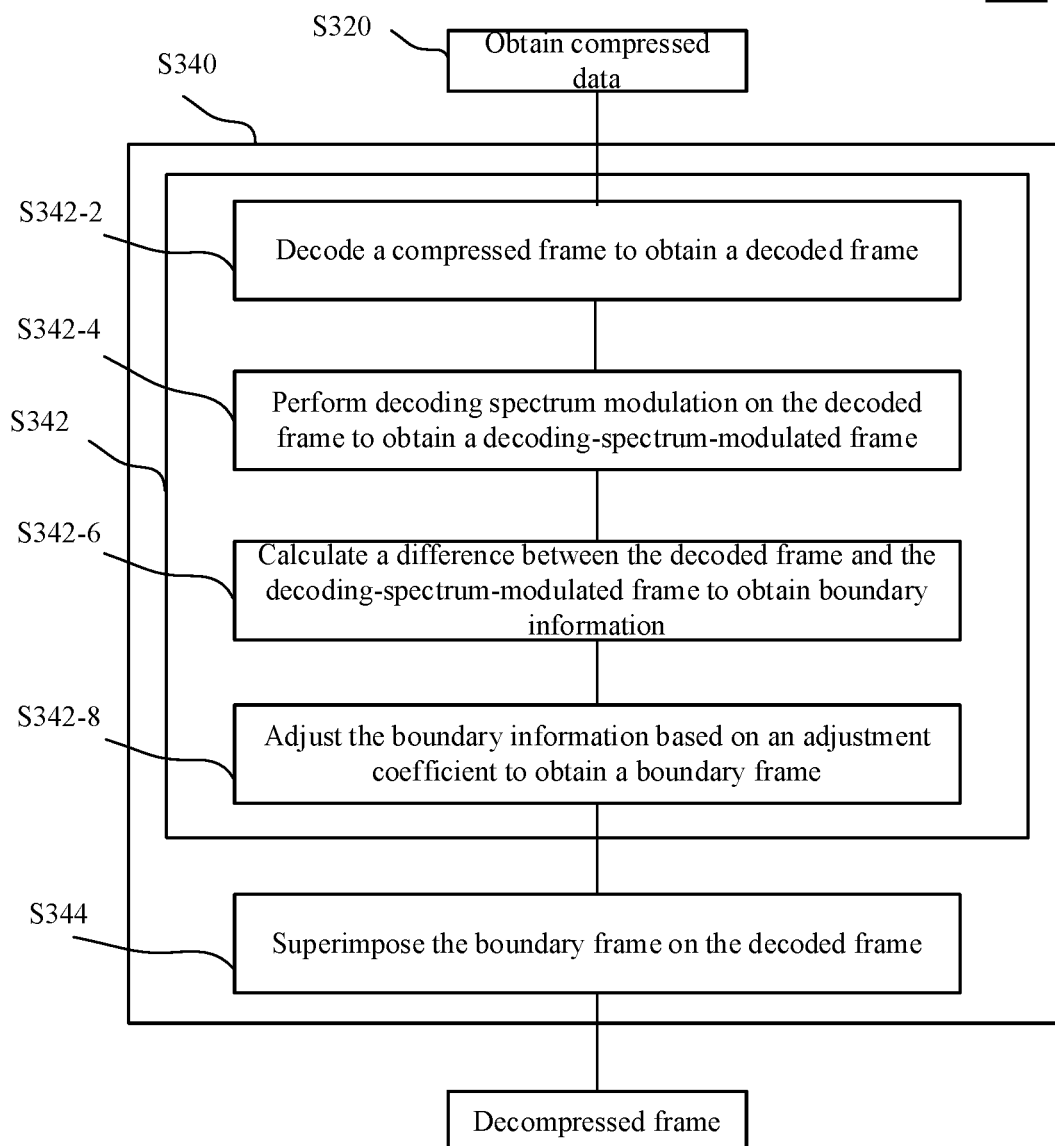 S320
Obtain compressed
data
S340
S342-2
Decode a compressed frame to obtain a decoded frame
S342-4
Perform decoding spectrum modulation on the decoded
frame to obtain a decoding-spectrum-modulated frame
S342
S342-6
Calculate a difference between the decoded frame and the
decoding-spectrum-modulated frame to obtain boundary
information
S342-8
Adjust the boundary information based on an adjustment
coefficient to obtain a boundary frame
S344
Superimpose the boundary frame on the decoded frame
Decompressed frame